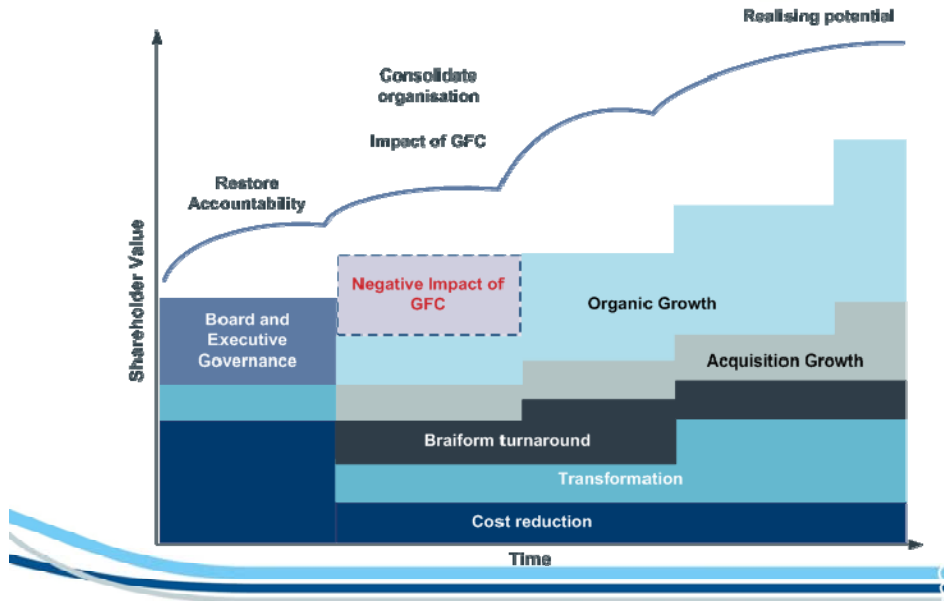 Realising potential
Consolidate
organisation
Impact of GFC
Restore
Accountability
Shareholder Value
Negative Impact of
GFC
Board and
Executive
Governance
Organic Growth
Acquisition Growth
Braiform turnaround
Transformation
Cost reduction
Time